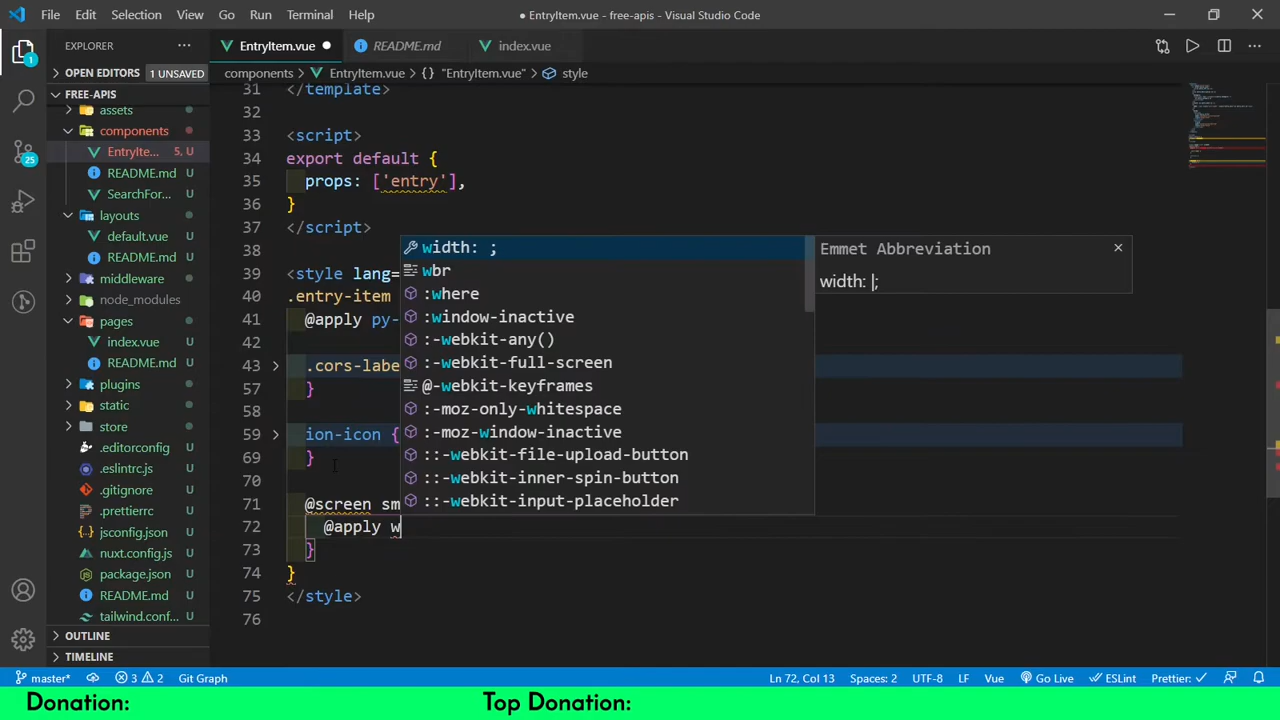 File Edit Selection View Go Run Terminal Help
● EntryItem.vue - free-apis - Visual Studio Code
EXPLORER
EntryItem.vue ●
README.md
index.vue
OPEN EDITORS 1 UNSAVED
components > EntryItem.vue > {} "EntryItem.vue" > style
FREE-APIS
assets
components
EntryIte... 5, U
README.md U
SearchFor... U
layouts
default.vue U
README.md U
middleware
node_modules
pages
index.vue U
README.md U
plugins
static
store
.editorconfig U
.eslintrc.js U
.gitignore U
.prettierrc U
jsconfig.json U
nuxt.config.js U
package.json U
README.md U
tailwind.conf... U
OUTLINE
TIMELINE
1
25
31 </template>
32
33 <script>
34 export default {
35 props: ['entry'],
36 }
37 </script>
38
39 <style lang=
40 .entry-item
41 @apply py-
42
43 .cors-labe
57 }
58
59 ion-icon {
69 }
70
71 @screen sm
72 @apply w
73 }
74 }
75 </style>
76
width: ;
wbr
:where
:window-inactive
:-webkit-any()
:-webkit-full-screen
@-webkit-keyframes
:-moz-only-whitespace
:-moz-window-inactive
::-webkit-file-upload-button
::-webkit-inner-spin-button
::-webkit-input-placeholder
Emmet Abbreviation
width: |;
master* 3 2 Git Graph
Ln 72, Col 13 Spaces: 2 UTF-8 LF Vue Go Live ESLint Prettier: ✓
Donation: Top Donation: